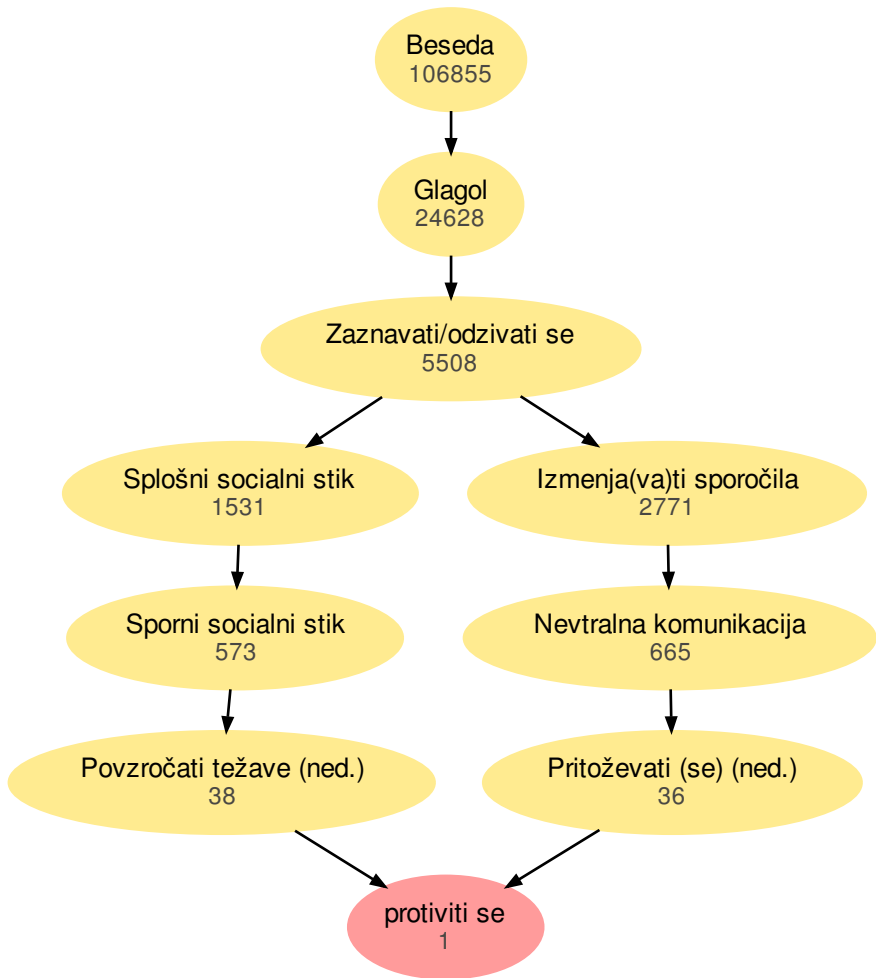 Beseda
106855
Glagol
24628
Zaznavati/odzivati se
5508
Splošni socialni stik
1531
Izmenja(va)ti sporočila
2771
Sporni socialni stik
573
Nevtralna komunikacija
665
Povzročati težave (ned.)
38
Pritoževati (se) (ned.)
36
protiviti se
1